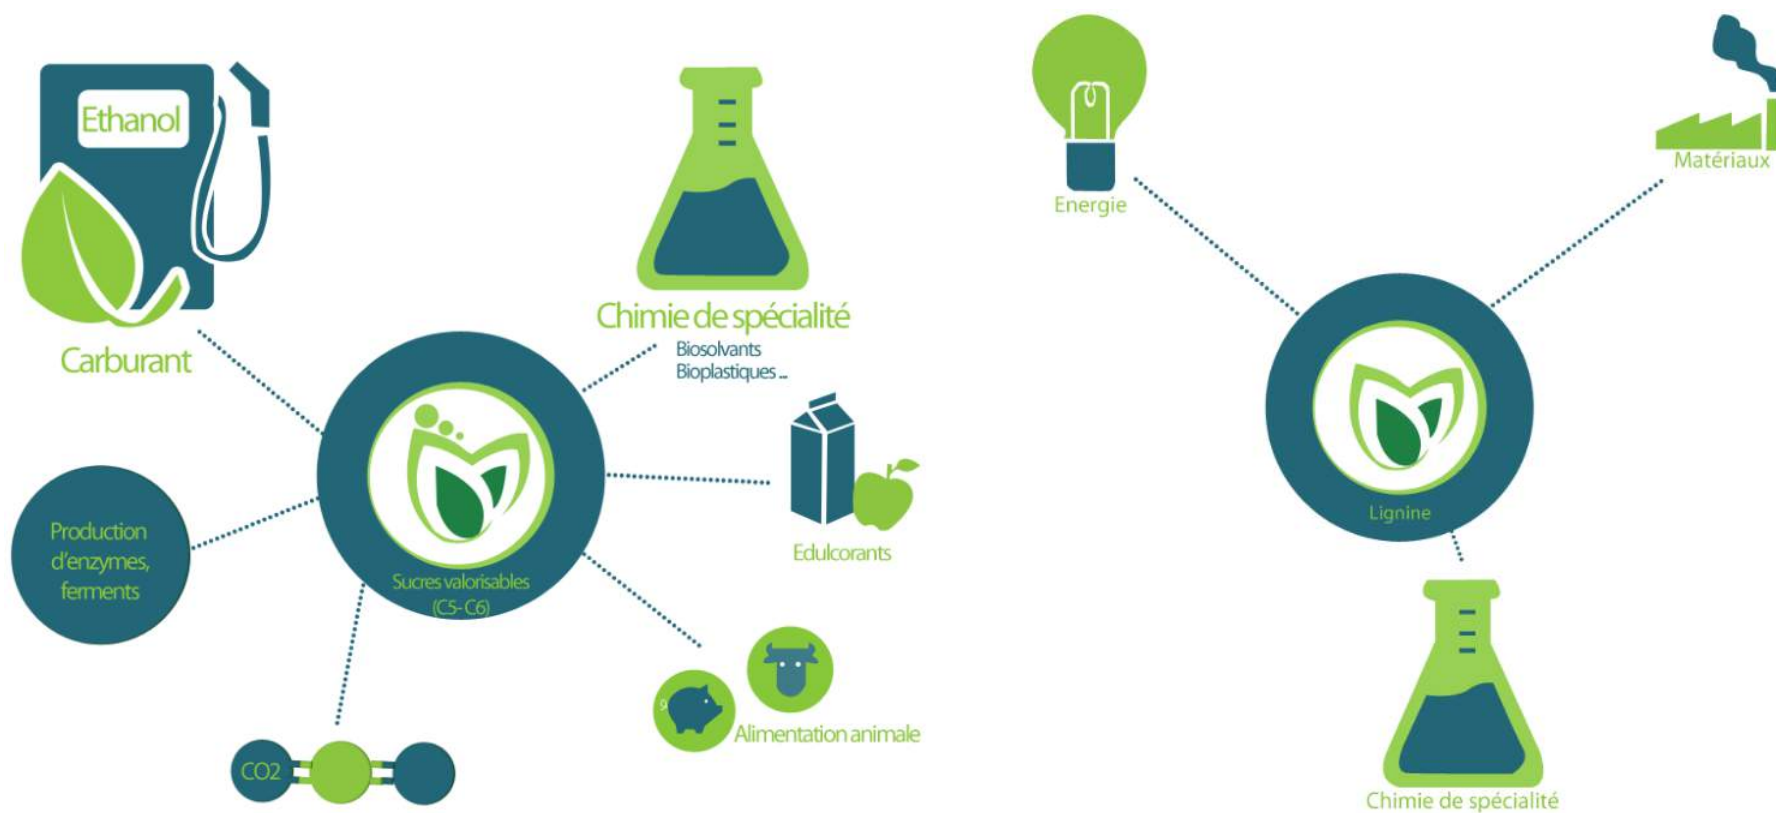 Ethanol
Carburant
Chimie de spécialité
Biosolvants
Bioplastiques ...
Edulcorants
Production
d'enzymes,
ferments
Sucres valorisables
(C5- C6)
Alimentation animale
CO2
Energie
Matériaux
Lignine
Chimie de spécialité